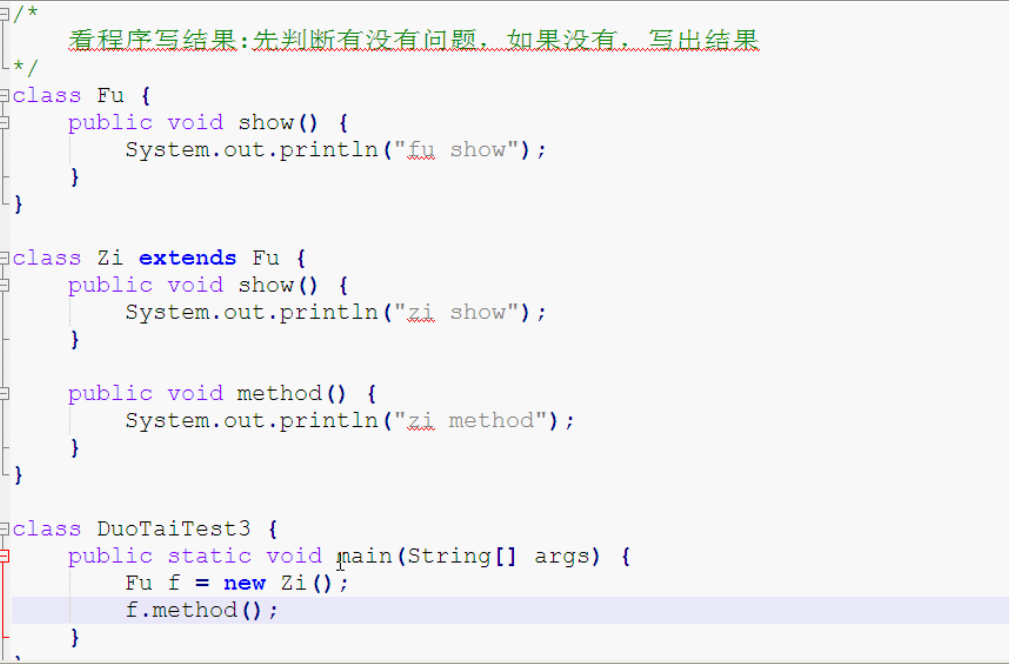 /*
看程序写结果:先判断有没有问题，如果没有，写出结果
*/
class Fu {
public void show() {
System.out.println("fu show");
}
}
class Zi extends Fu {
public void show() {
System.out.println("zi show");
}
public void method() {
System.out.println("zi method");
}
}
class DuoTaiTest3 {
public static void main(String[] args) {
Fu f = new Zi();
f.method();
}
}